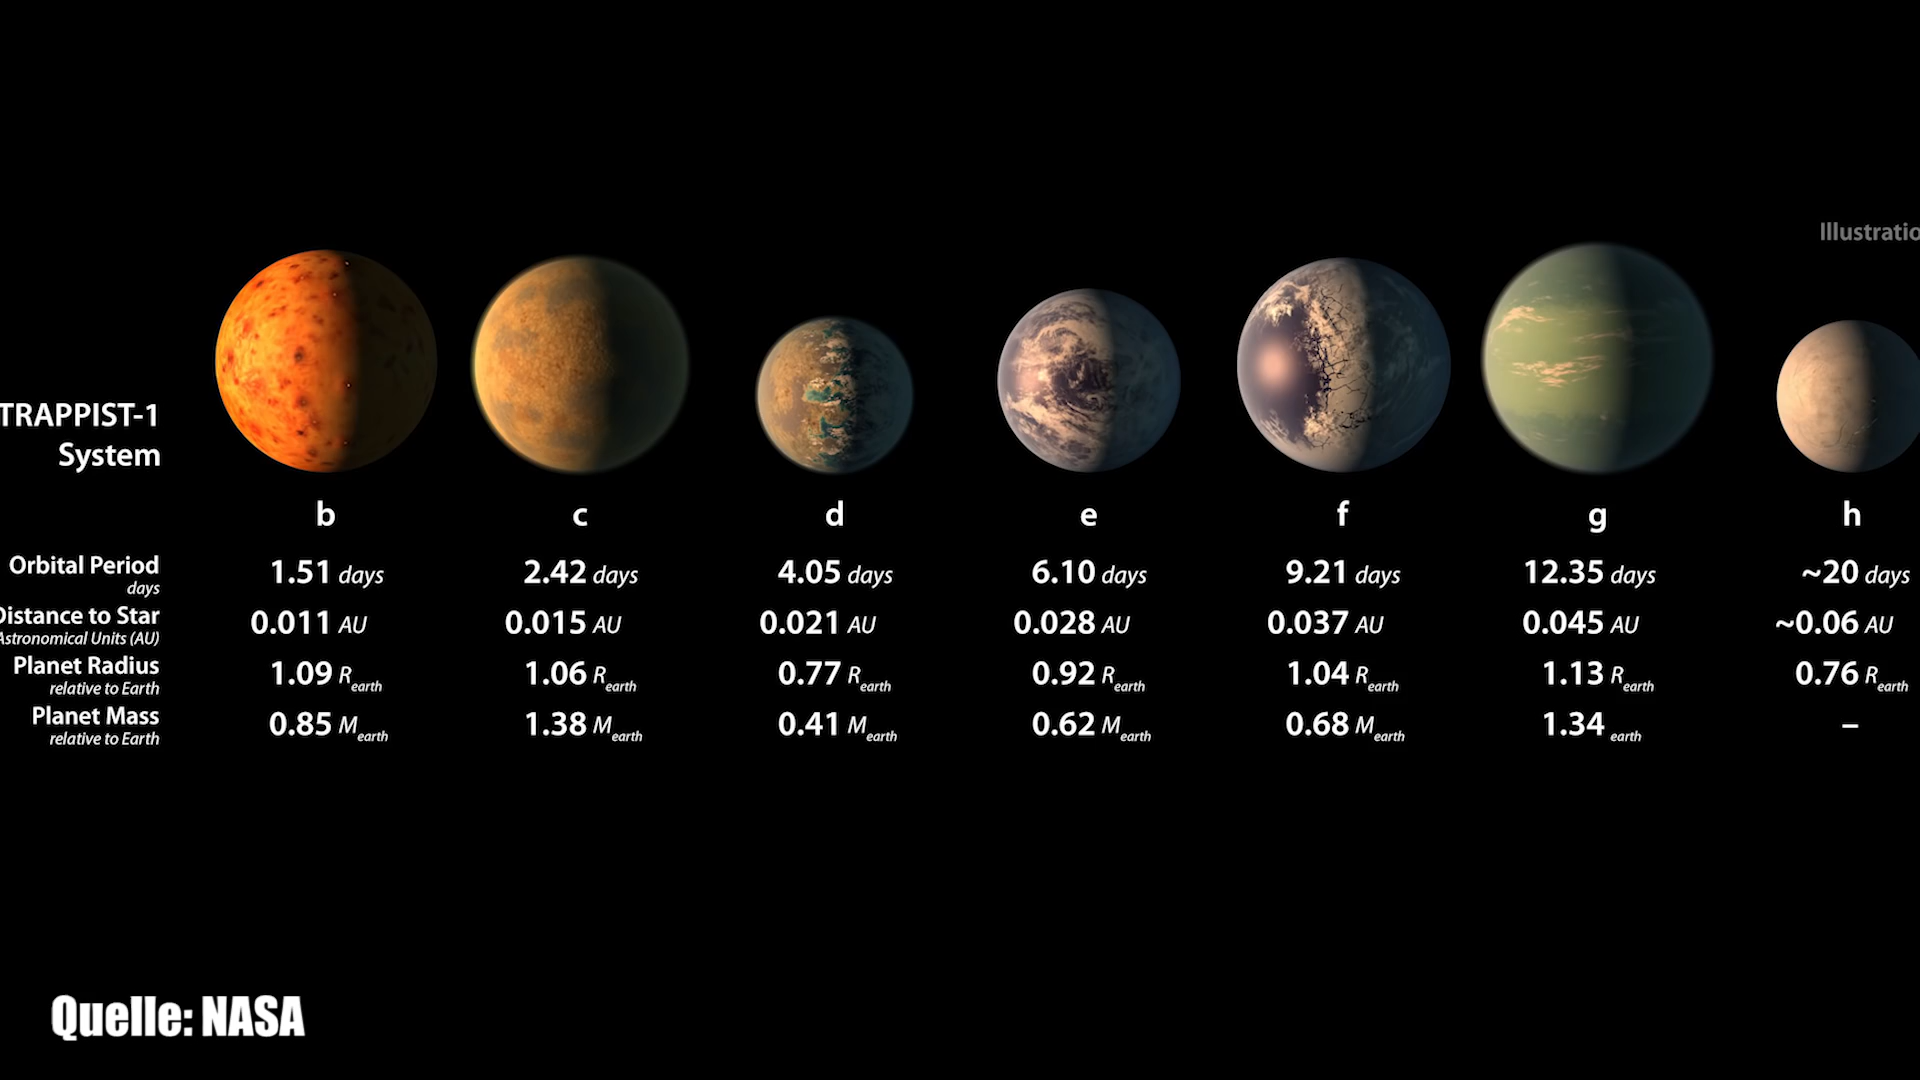 Illustratio
TRAPPIST-1
System
b c d e f g h
Orbital Period 1.51 days 2.42 days 4.05 days 6.10 days 9.21 days 12.35 days ~20 days
days
Distance to Star 0.011 AU 0.015 AU 0.021 AU 0.028 AU 0.037 AU 0.045 AU ~0.06 AU
Astronomical Units (AU)
Planet Radius 1.09 Rearth 1.06 Rearth 0.77 Rearth 0.92 Rearth 1.04 Rearth 1.13 Rearth 0.76 Rearth
relative to Earth
Planet Mass 0.85 Mearth 1.38 Mearth 0.41 Mearth 0.62 Mearth 0.68 Mearth 1.34 earth –
relative to Earth
Quelle: NASA